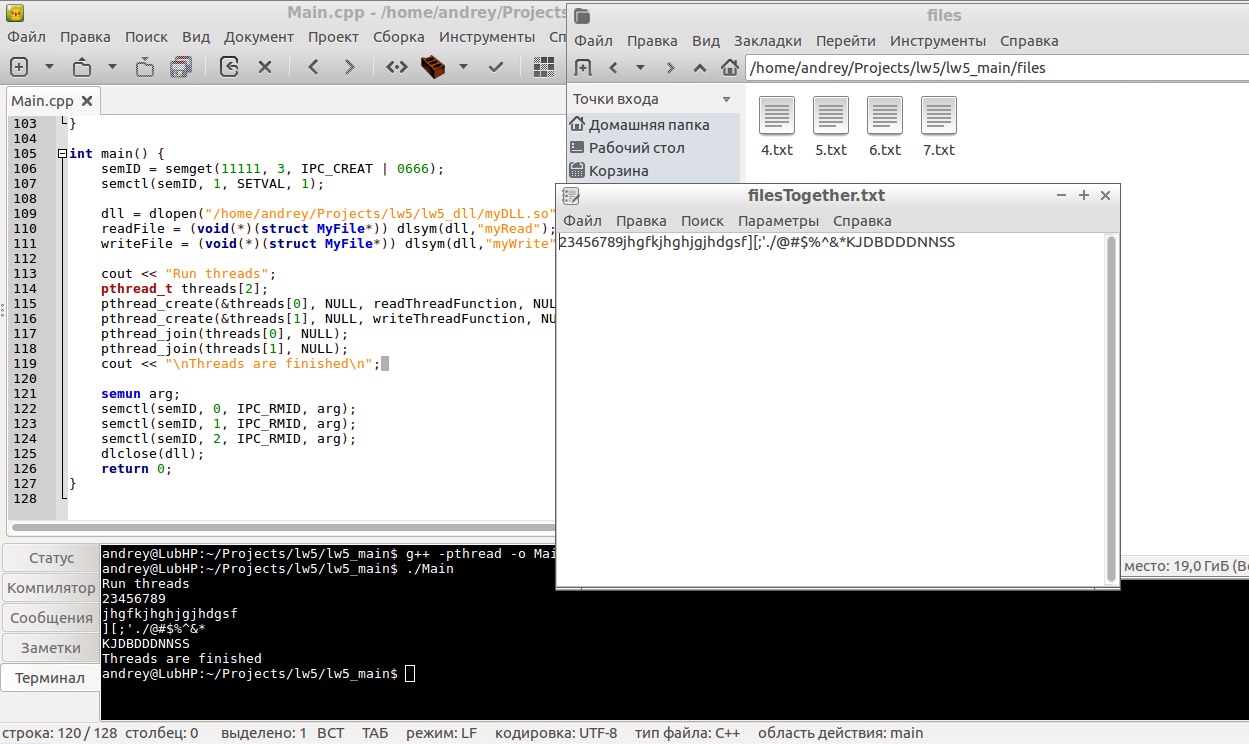 Main.cpp - /home/andrey/Projects
Файл Правка Поиск Вид Документ Проект Сборка Инструменты Сп
Main.cpp
103 }
104
105 int main() {
106 semID = semget(11111, 3, IPC_CREAT | 0666);
107 semctl(semID, 1, SETVAL, 1);
108
109 dll = dlopen("/home/andrey/Projects/lw5/lw5_dll/myDLL.so"
110 readFile = (void(*)(struct MyFile*)) dlsym(dll,"myRead");
111 writeFile = (void(*)(struct MyFile*)) dlsym(dll,"myWrite"
112
113 cout << "Run threads";
114 pthread_t threads[2];
115 pthread_create(&threads[0], NULL, readThreadFunction, NUL
116 pthread_create(&threads[1], NULL, writeThreadFunction, NU
117 pthread_join(threads[0], NULL);
118 pthread_join(threads[1], NULL);
119 cout << "\nThreads are finished\n";
120
121 semun arg;
122 semctl(semID, 0, IPC_RMID, arg);
123 semctl(semID, 1, IPC_RMID, arg);
124 semctl(semID, 2, IPC_RMID, arg);
125 dlclose(dll);
126 return 0;
127 }
128
files
Файл Правка Вид Закладки Перейти Инструменты Справка
/home/andrey/Projects/lw5/lw5_main/files
Точки входа
Домашняя папка
Рабочий стол
Корзина
4.txt 5.txt 6.txt 7.txt
filesTogether.txt
Файл Правка Поиск Параметры Справка
23456789jhgfkjhghjgjhdgsf][;'./@#$%^&*KJDBDDDNNSS
место: 19,0 ГиБ (Вс
Статус
Компилятор
Сообщения
Заметки
Терминал
andrey@LubHP:~/Projects/lw5/lw5_main$ g++ -pthread -o Mai
andrey@LubHP:~/Projects/lw5/lw5_main$ ./Main
Run threads
23456789
jhgfkjhghjgjhdgsf
][;'./@#$%^&*
KJDBDDDNNSS
Threads are finished
andrey@LubHP:~/Projects/lw5/lw5_main$
строка: 120 / 128 столбец: 0 выделено: 1 ВСТ ТАБ режим: LF кодировка: UTF-8 тип файла: C++ область действия: main